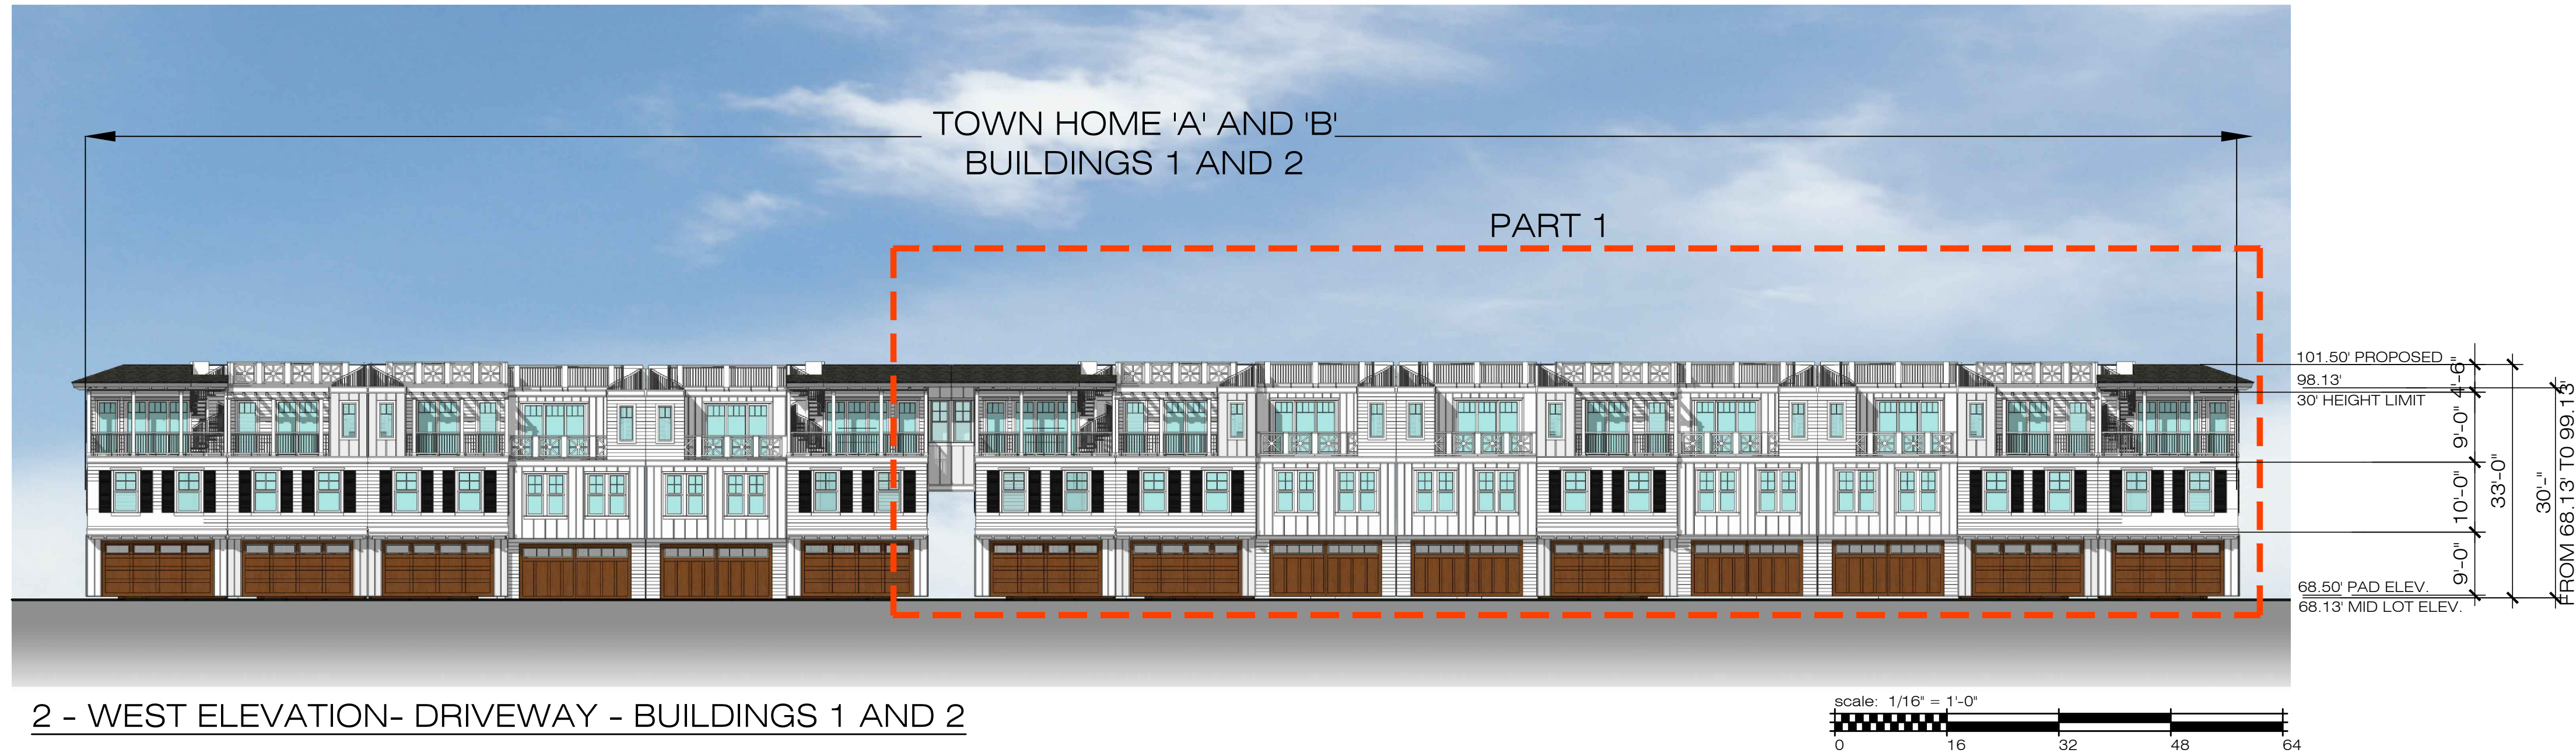 TOWN HOME 'A' AND 'B'
BUILDINGS 1 AND 2
PART 1
101.50' PROPOSED
98.13'
30' HEIGHT LIMIT
4'-6"
9'-0"
10'-0"
9'-0"
33'-0"
30'-"
FROM 68.13' TO 99.13'
68.50' PAD ELEV.
68.13' MID LOT ELEV.
2 - WEST ELEVATION- DRIVEWAY - BUILDINGS 1 AND 2
scale: 1/16" = 1'-0"
0 16 32 48 64